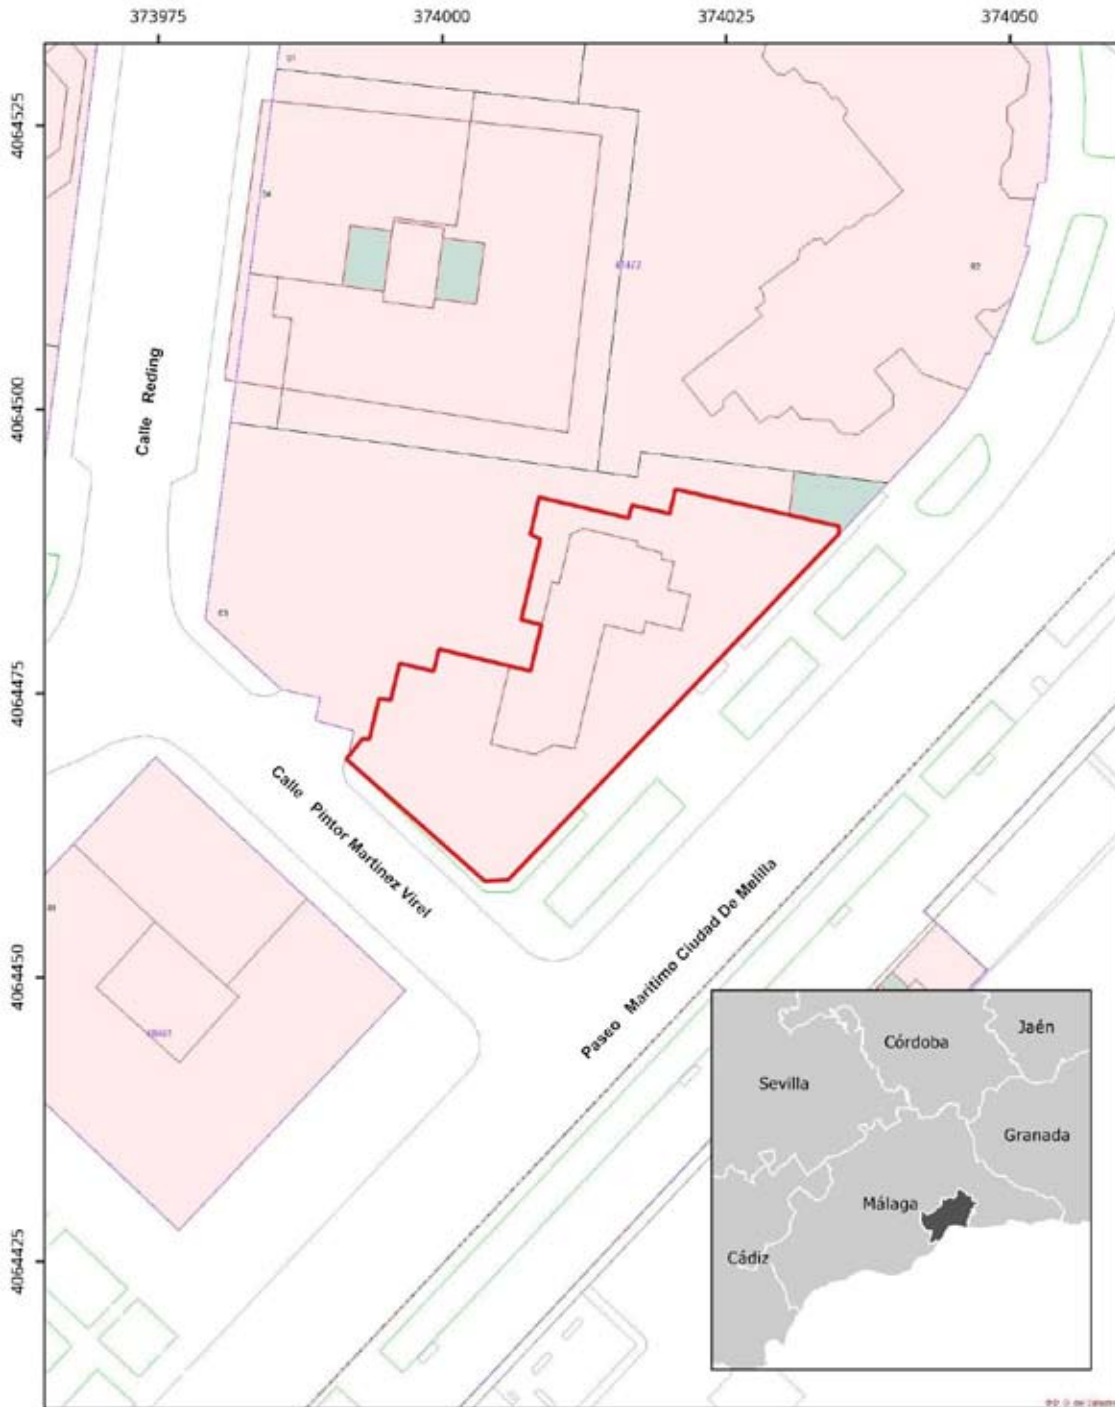 373975
374000
374025
374050
4064525
4064500
4064475
4064450
4064425
Calle Reding
Calle Pintor Martinez Virel
Paseo Maritimo Ciudad De Melilla
Córdoba
Jaén
Sevilla
Granada
Málaga
Cádiz